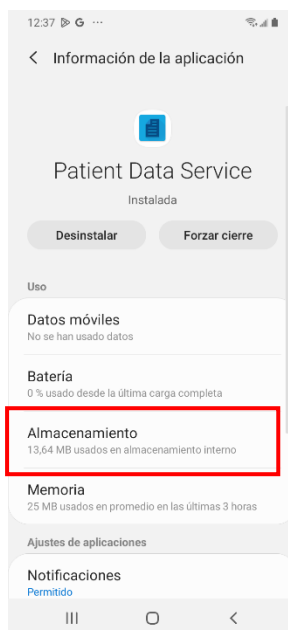 12:37 G ...
< Información de la aplicación
Patient Data Service
Instalada
Desinstalar Forzar cierre
Uso
Datos móviles
No se han usado datos
Batería
0 % usado desde la última carga completa
Almacenamiento
13,64 MB usados en almacenamiento interno
Memoria
25 MB usados en promedio en las últimas 3 horas
Ajustes de aplicaciones
Notificaciones
Permitido